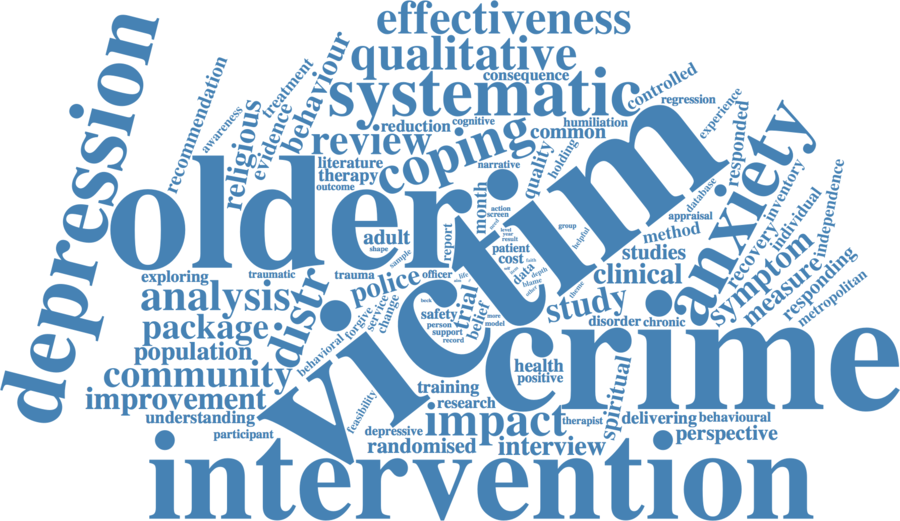 effectiveness
qualitative
consequence
systematic
controlled
regression
depression
recommendation
awareness
treatment
behaviour
religious
evidence
reduction
cognitive
humiliation
experience
review
coping
common
literature
therapy
outcome
narrative
quality
holding
responded
anxiety
older
victim
month
action
screen
need
level
year
result
group
helpful
database
appraisal
method
studies
recovery
inventory
individual
independence
adult
shape
sample
report
patient
cost
data
depth
blame
other
theme
clinical
symptom
measure
responding
metropolitan
exploring
traumatic
trauma
police
officer
life
analysis
distr
package
population
community
improvement
understanding
participant
behavioral
forgive
service
change
beck
safety
person
support
record
trial
belief
more
model
study
disorder
chronic
crime
health
positive
spiritual
feasibility
training
research
depressive
randomised
impact
therapist
interview
delivering
behavioural
perspective
intervention